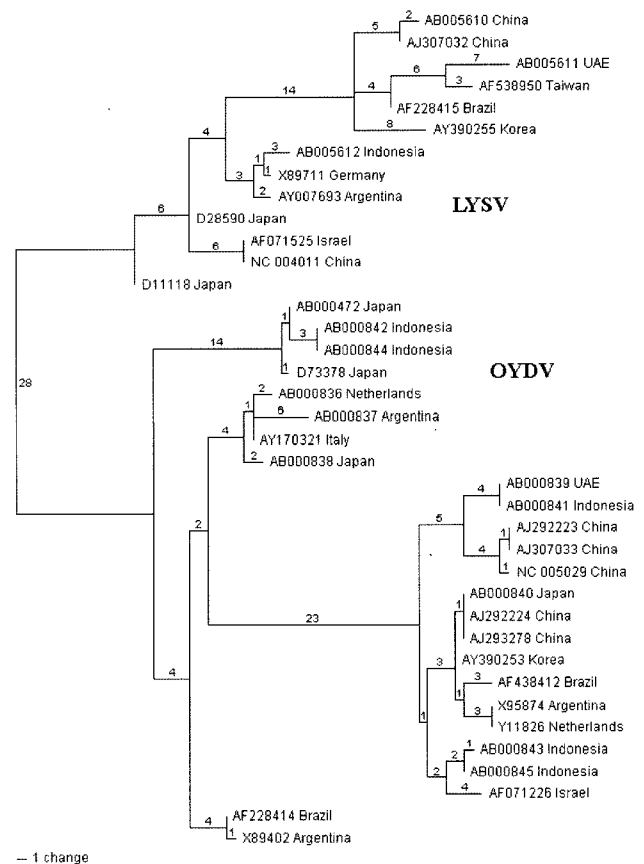 2
AB005610 China
5
AJ307032 China
7
AB005611 UAE
6
14
4
3
AF538950 Taiwan
AF228415 Brazil
4
8
AY390255 Korea
3
AB005612 Indonesia
1
1
X89711 Germany
3
2
AY007693 Argentina
LYSV
6
D28590 Japan
6
AF071525 Israel
NC 004011 China
D11118 Japan
AB000472 Japan
1
AB000842 Indonesia
14
3
AB000844 Indonesia
1
D73378 Japan
OYDV
28
2
AB000836 Netherlands
1
6
AB000837 Argentina
4
AY170321 Italy
2
AB000838 Japan
AB000839 UAE
4
AB000841 Indonesia
5
AJ292223 China
2
1
4
AJ307033 China
1
NC 005029 China
AB000840 Japan
1
AJ292224 China
23
AJ293278 China
3
AY390253 Korea
4
3
AF438412 Brazil
1
3
X95874 Argentina
1
Y11826 Netherlands
1
AB000843 Indonesia
2
AB000845 Indonesia
2
4
AF071226 Israel
AF228414 Brazil
4
1
X89402 Argentina
— 1 change